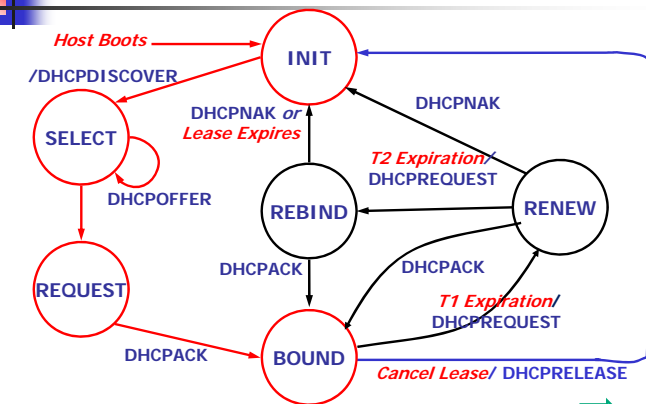 Host Boots
INIT
/DHCPDISCOVER
DHCPNAK or
Lease Expires
DHCPNAK
SELECT
T2 Expiration/
DHCPREQUEST
DHCPOFFER
REBIND
RENEW
DHCPACK
DHCPACK
REQUEST
T1 Expiration/
DHCPREQUEST
DHCPACK
BOUND
Cancel Lease/ DHCPRELEASE